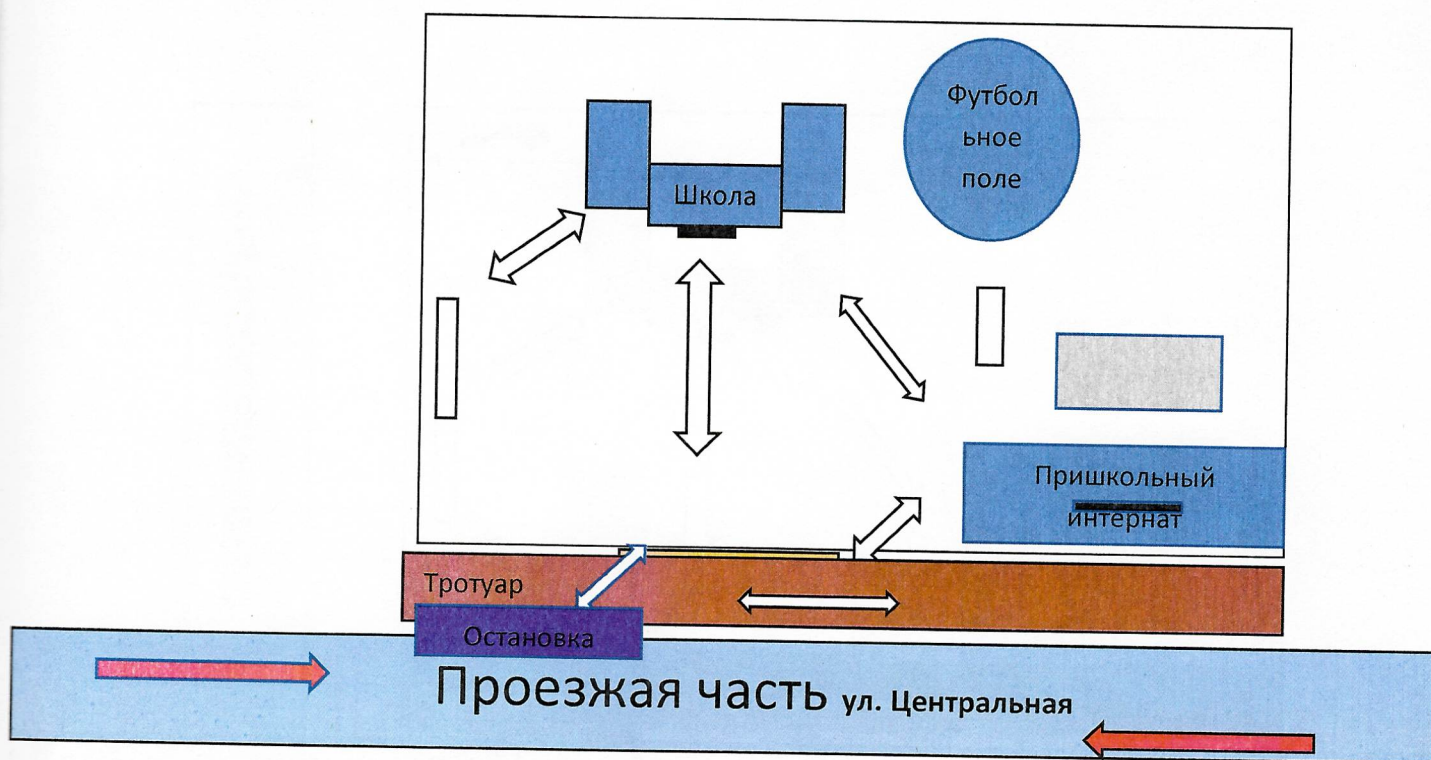 Футбол
ьное
поле
Школа
Пришкольный
интернат
Тротуар
Остановка
Проезжая часть ул. Центральная